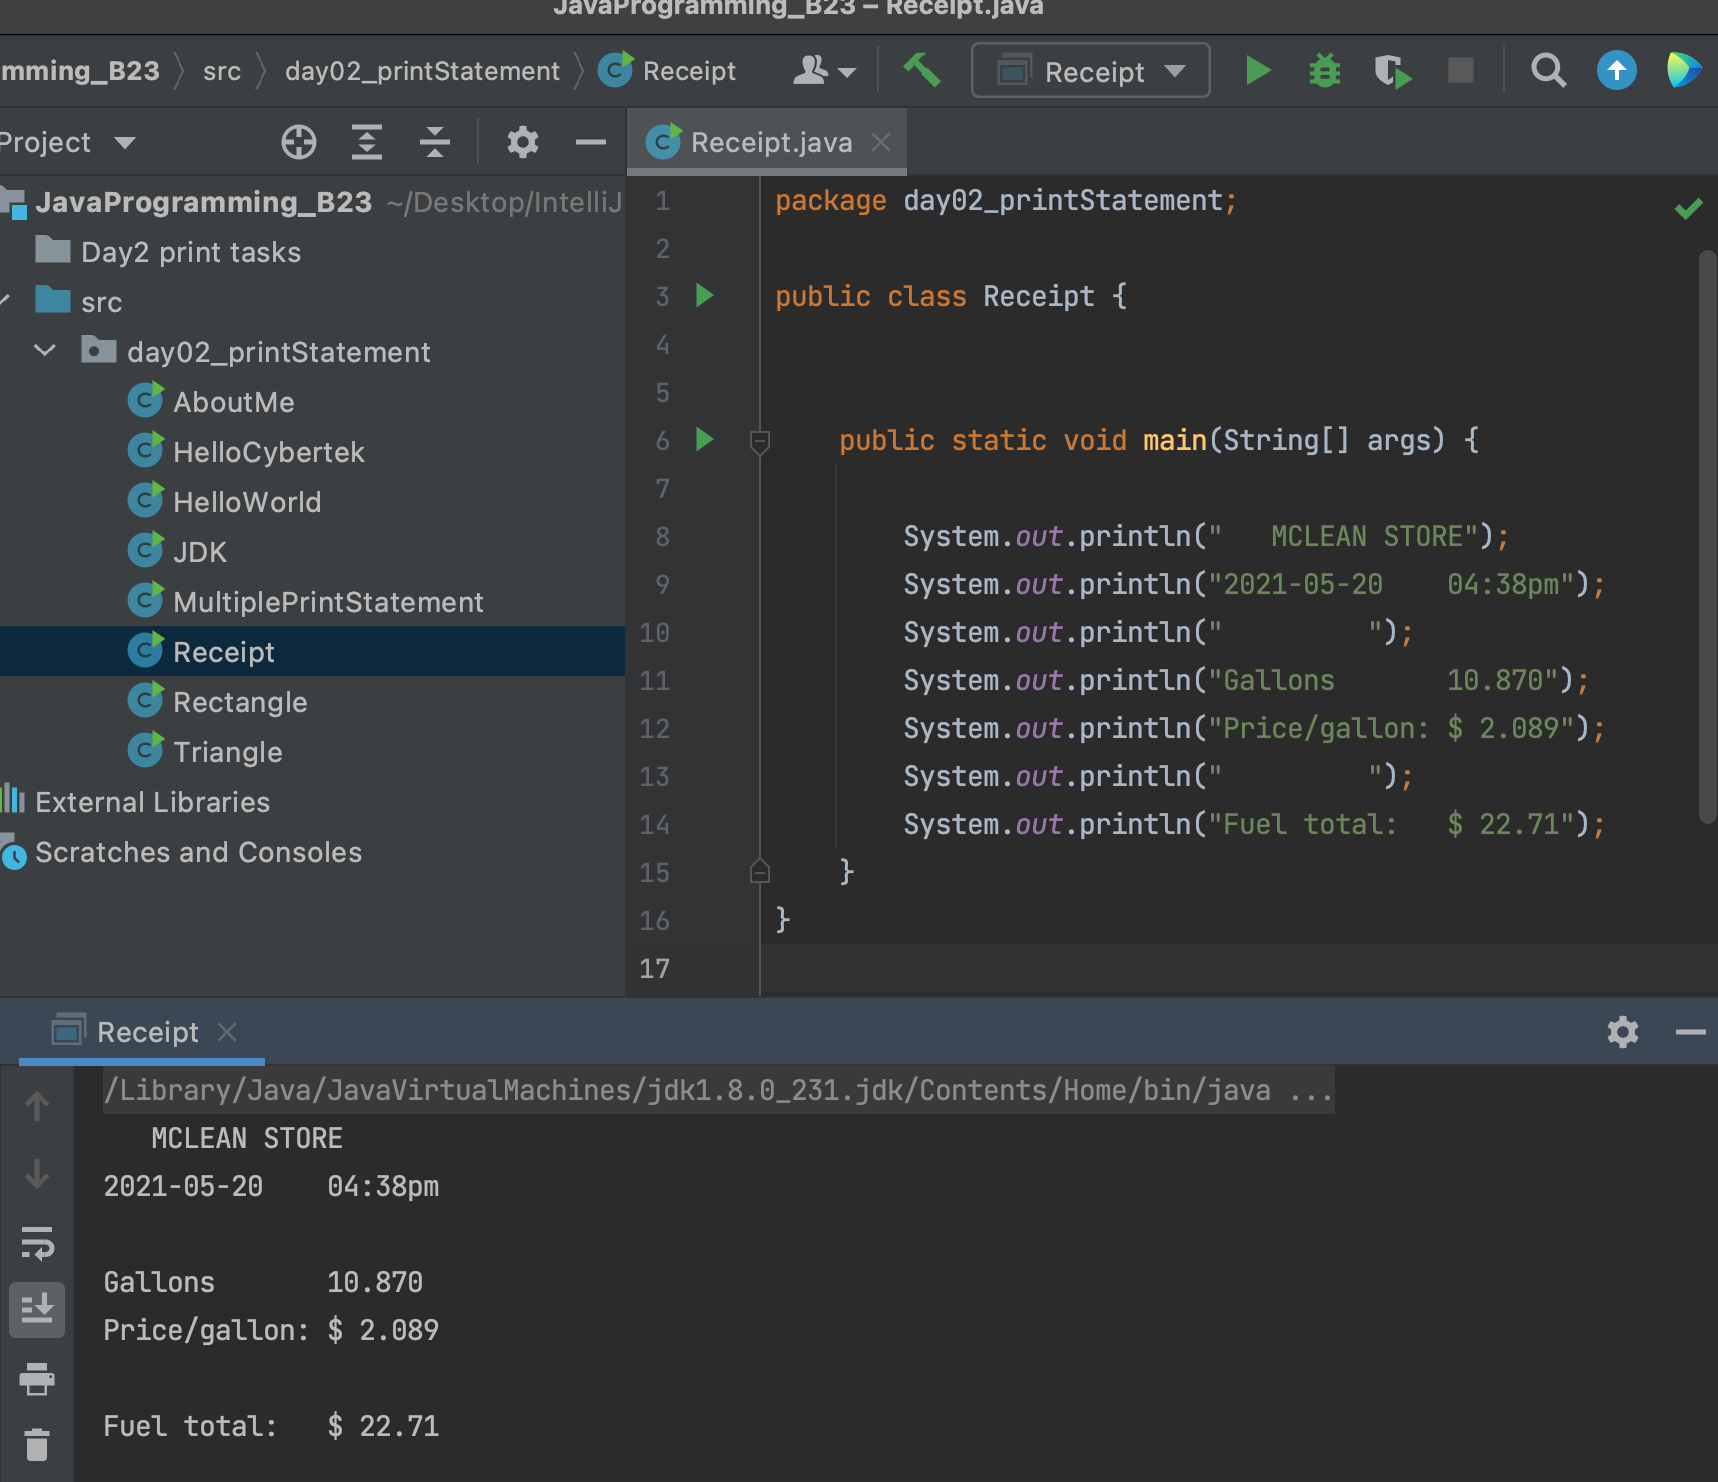 JavaProgramming_B23 – Receipt.java
mming_B23 src day02_printStatement Receipt Receipt
Project
Receipt.java
JavaProgramming_B23 ~/Desktop/IntelliJ
Day2 print tasks
src
day02_printStatement
AboutMe
HelloCybertek
HelloWorld
JDK
MultiplePrintStatement
Receipt
Rectangle
Triangle
External Libraries
Scratches and Consoles
1 package day02_printStatement;
2
3 public class Receipt {
4
5
6     public static void main(String[] args) {
7
8         System.out.println("   MCLEAN STORE");
9         System.out.println("2021-05-20    04:38pm");
10         System.out.println("         ");
11         System.out.println("Gallons       10.870");
12         System.out.println("Price/gallon: $ 2.089");
13         System.out.println("         ");
14         System.out.println("Fuel total:   $ 22.71");
15     }
16 }
17
Receipt
/Library/Java/JavaVirtualMachines/jdk1.8.0_231.jdk/Contents/Home/bin/java ...
   MCLEAN STORE
2021-05-20    04:38pm
Gallons       10.870
Price/gallon: $ 2.089
Fuel total:   $ 22.71